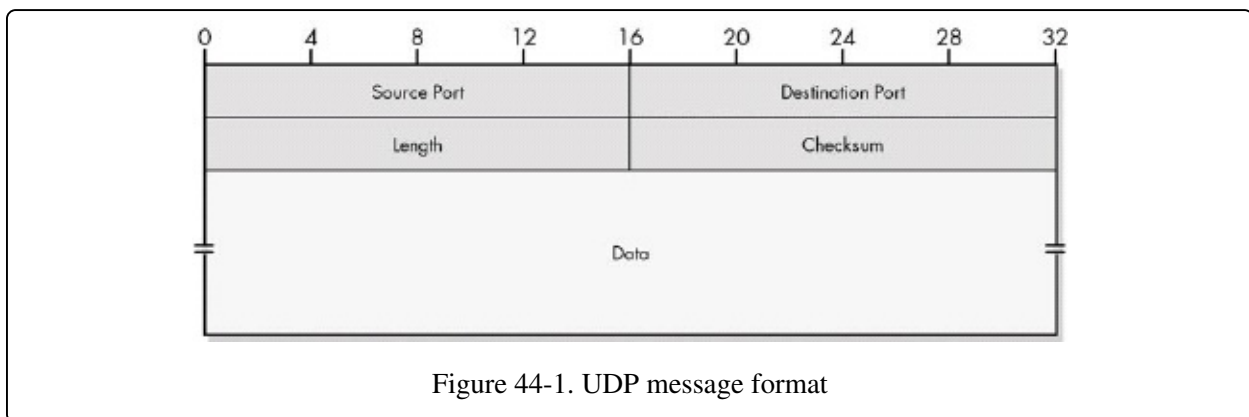 0 4 8 12 16 20 24 28 32
Source Port Destination Port
Length Checksum
Data
Figure 44-1. UDP message format